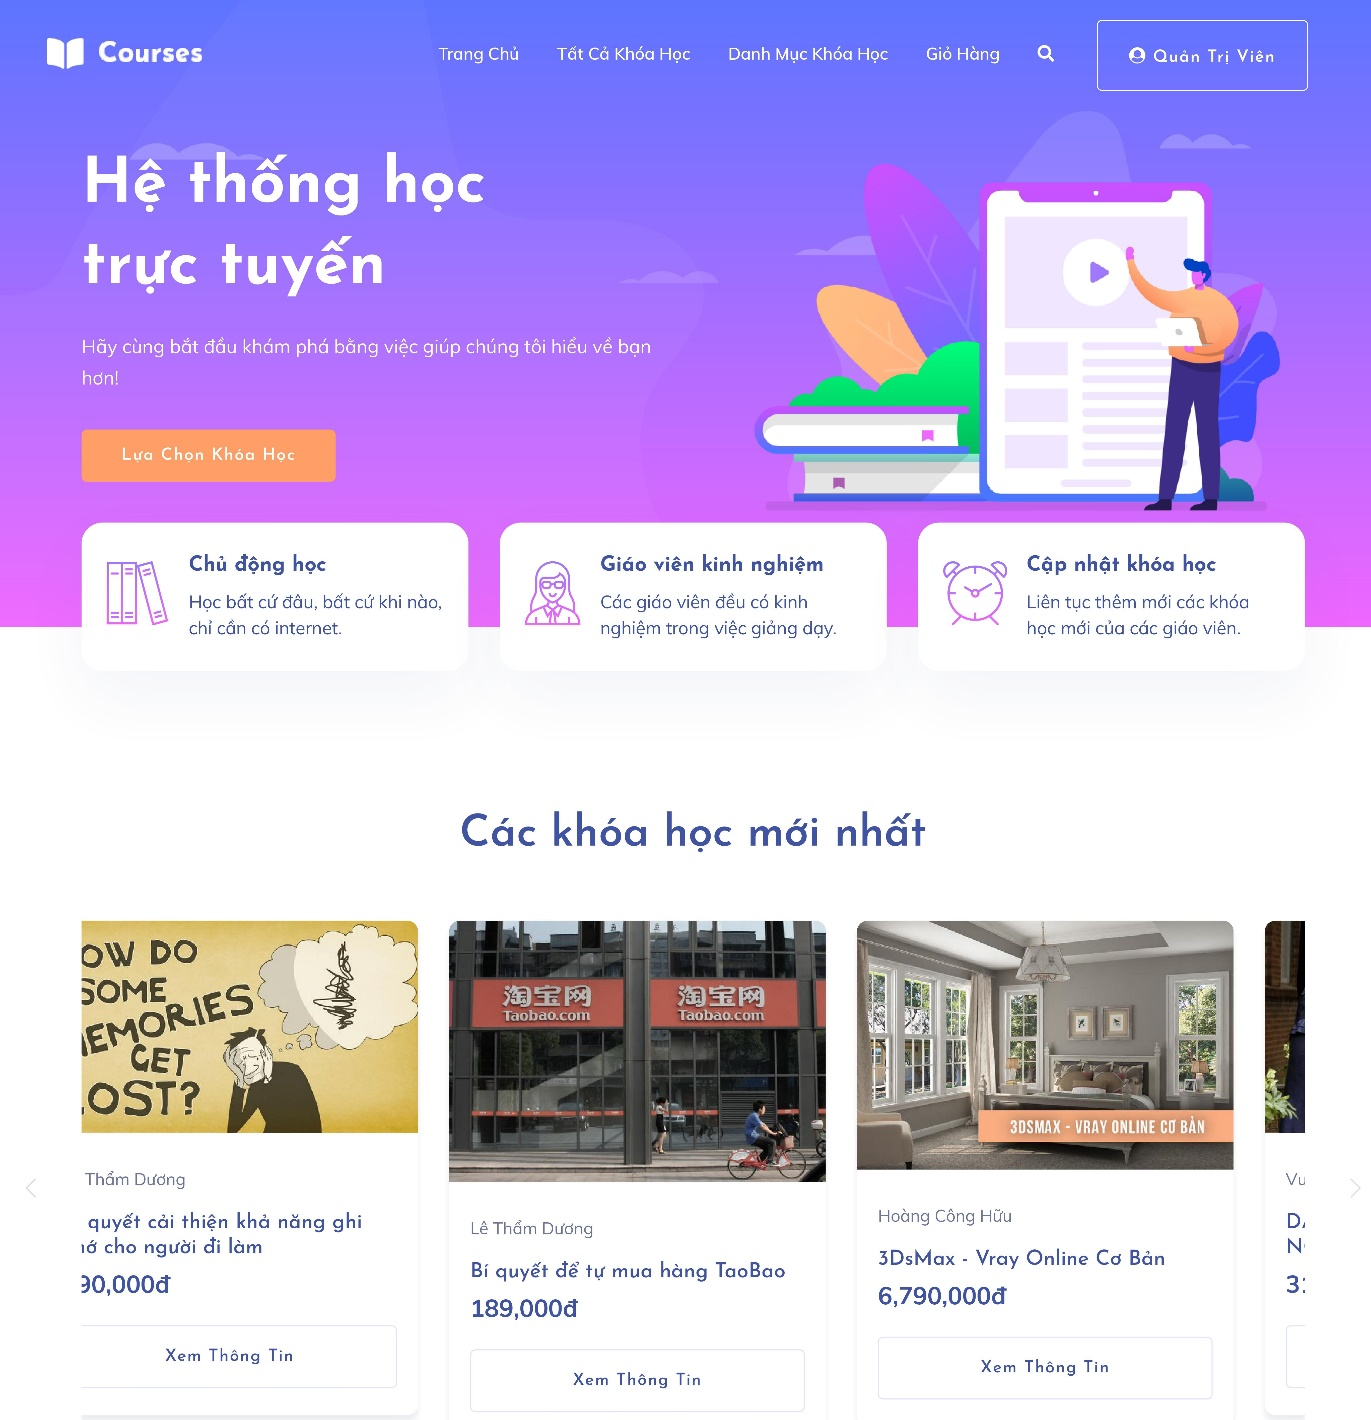 Courses
Trang Chủ
Tất Cả Khóa Học
Danh Mục Khóa Học
Giỏ Hàng
Quản Trị Viên
Hệ thống học
trực tuyến
Hãy cùng bắt đầu khám phá bằng việc giúp chúng tôi hiểu về bạn
hơn!
Lựa Chọn Khóa Học
Chủ động học
Học bất cứ đâu, bất cứ khi nào,
chỉ cần có internet.
Giáo viên kinh nghiệm
Các giáo viên đều có kinh
nghiệm trong việc giảng dạy.
Cập nhật khóa học
Liên tục thêm mới các khóa
học mới của các giáo viên.
Các khóa học mới nhất
OW DO
SOME
EMORIES
GET
OST?
Thẩm Dương
quyết cải thiện khả năng ghi
cho người đi làm
90,000đ
Xem Thông Tin
淘宝网
Taobao.com
淘宝网
Taobao.com
Lê Thẩm Dương
Bí quyết để tự mua hàng TaoBao
189,000đ
Xem Thông Tin
3DSMAX - VRAY ONLINE CƠ BẢN
Hoàng Công Hữu
3DsMax - Vray Online Cơ Bản
6,790,000đ
Xem Thông Tin
Vu